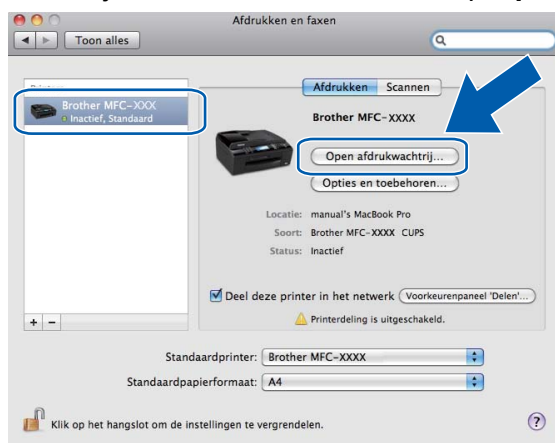 Afdrukken en faxen
Toon alles
Afdrukken Scannen
Brother MFC-XXX
Inactief, Standaard
Brother MFC-XXXX
Open afdrukwachtrij...
Opties en toebehoren...
Locatie: manual's MacBook Pro
Soort: Brother MFC-XXXX CUPS
Status: Inactief
Deel deze printer in het netwerk Voorkeurenpaneel 'Delen'...
Printerdeling is uitgeschakeld.
+ −
Standaardprinter: Brother MFC-XXXX
Standaardpapierformaat: A4
Klik op het hangslot om de instellingen te vergrendelen. ?